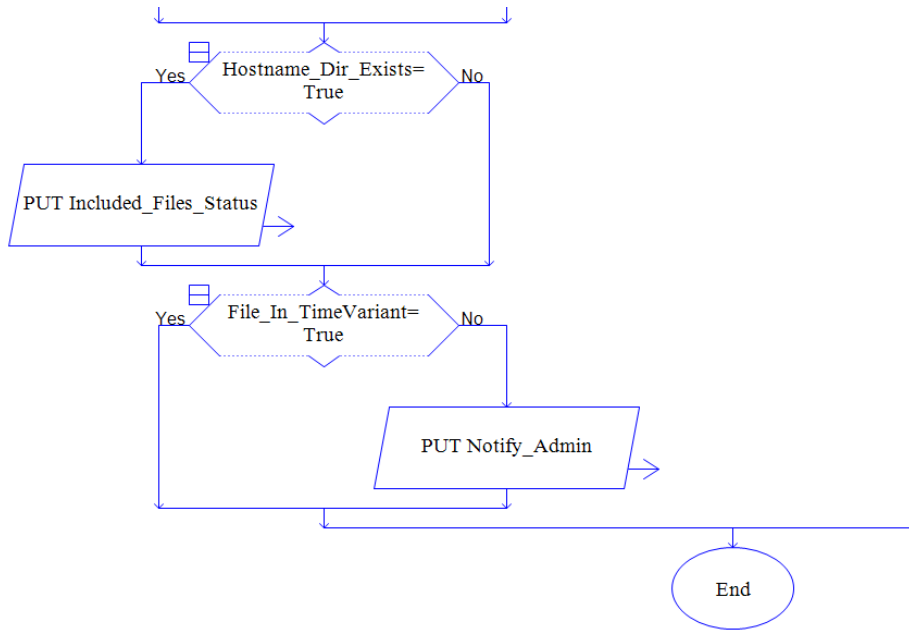 Hostname_Dir_Exists=
True
Yes
No
PUT Included_Files_Status
File_In_TimeVariant=
True
Yes
No
PUT Notify_Admin
End